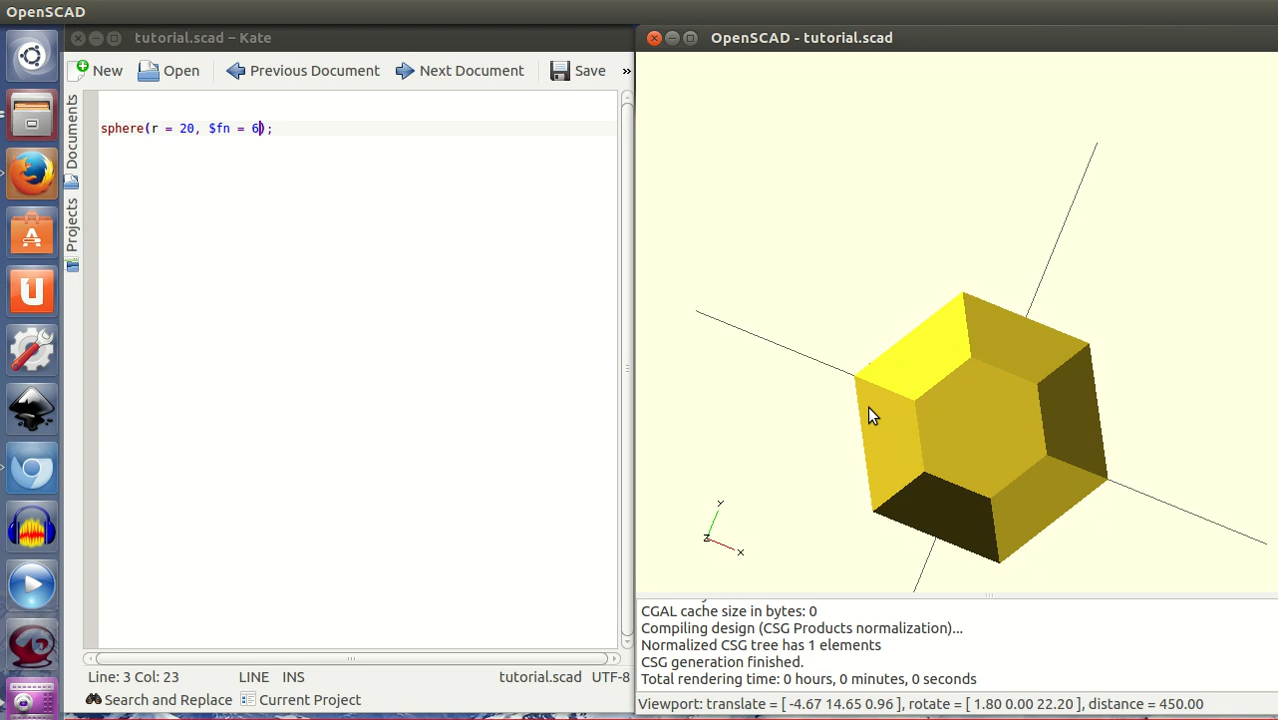 OpenSCAD
tutorial.scad – Kate
New Open Previous Document Next Document Save »
Documents
Projects
sphere(r = 20, $fn = 6);
Line: 3 Col: 23 LINE INS tutorial.scad UTF-8
Search and Replace Current Project
OpenSCAD - tutorial.scad
Y
Z
X
CGAL cache size in bytes: 0
Compiling design (CSG Products normalization)...
Normalized CSG tree has 1 elements
CSG generation finished.
Total rendering time: 0 hours, 0 minutes, 0 seconds
Viewport: translate = [ -4.67 14.65 0.96 ], rotate = [ 1.80 0.00 22.20 ], distance = 450.00